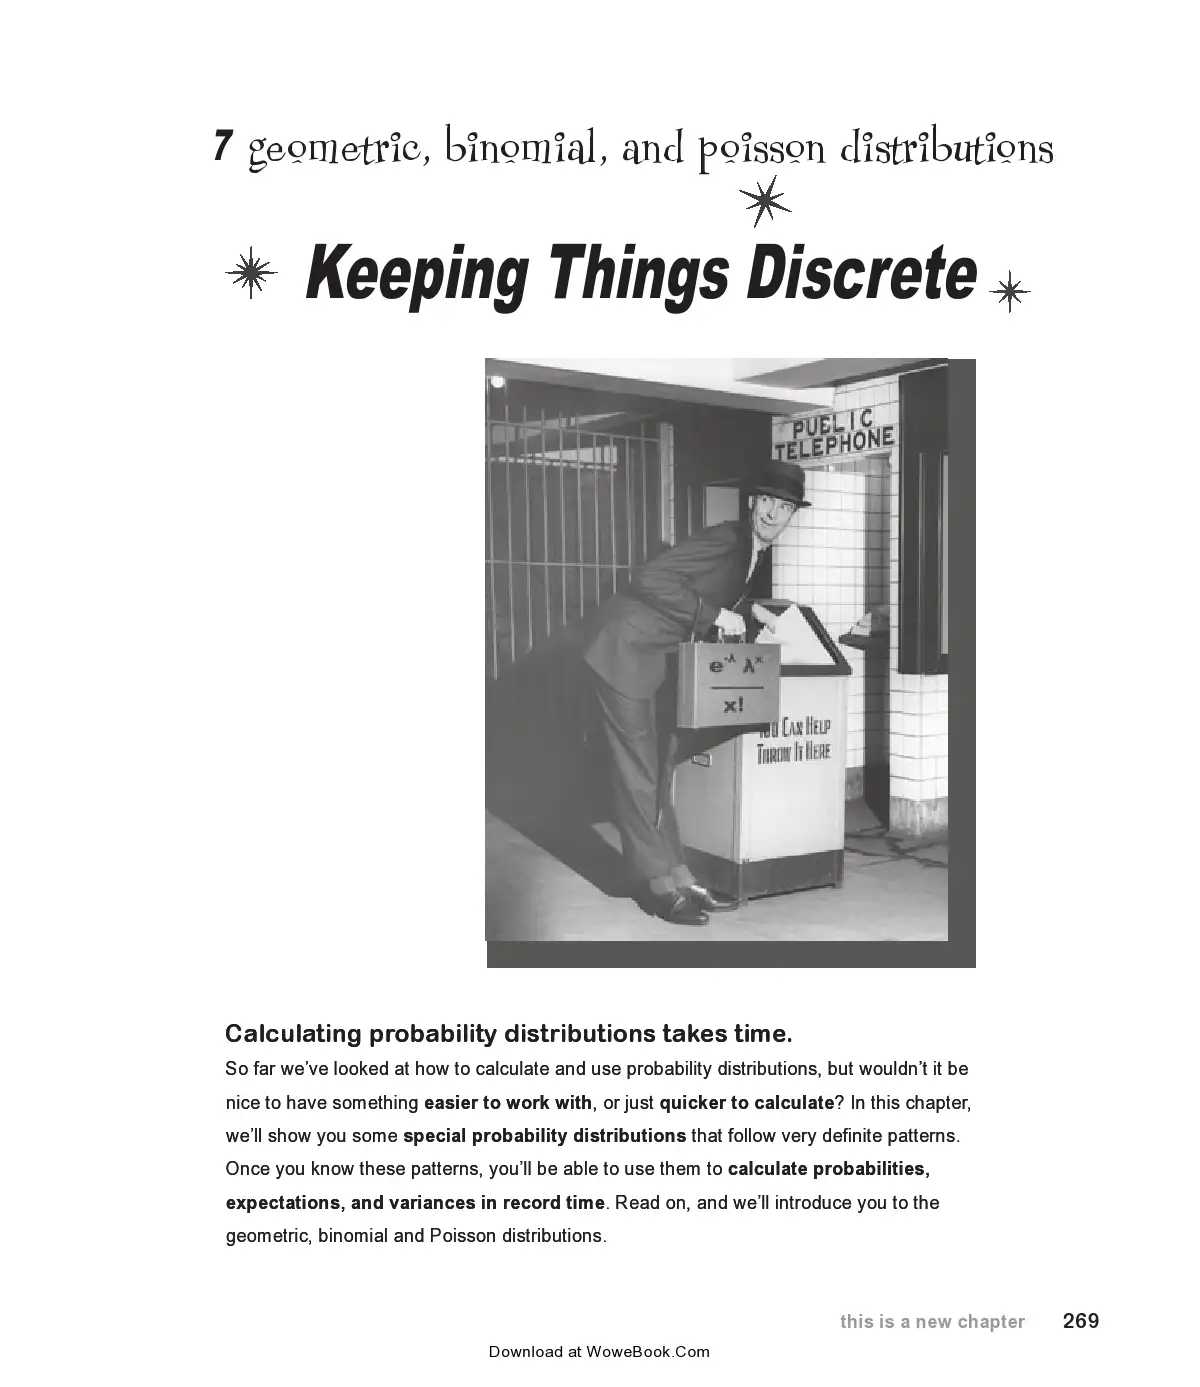 7 geometric, binomial, and poisson distributions
Keeping Things Discrete
PUBLIC
TELEPHONE
e^-λ λ^x
x!
You Can Help
Throw It Here
Calculating probability distributions takes time.
So far we’ve looked at how to calculate and use probability distributions, but wouldn’t it be
nice to have something easier to work with, or just quicker to calculate? In this chapter,
we’ll show you some special probability distributions that follow very definite patterns.
Once you know these patterns, you’ll be able to use them to calculate probabilities,
expectations, and variances in record time. Read on, and we’ll introduce you to the
geometric, binomial and Poisson distributions.
this is a new chapter 269
Download at WoweBook.Com